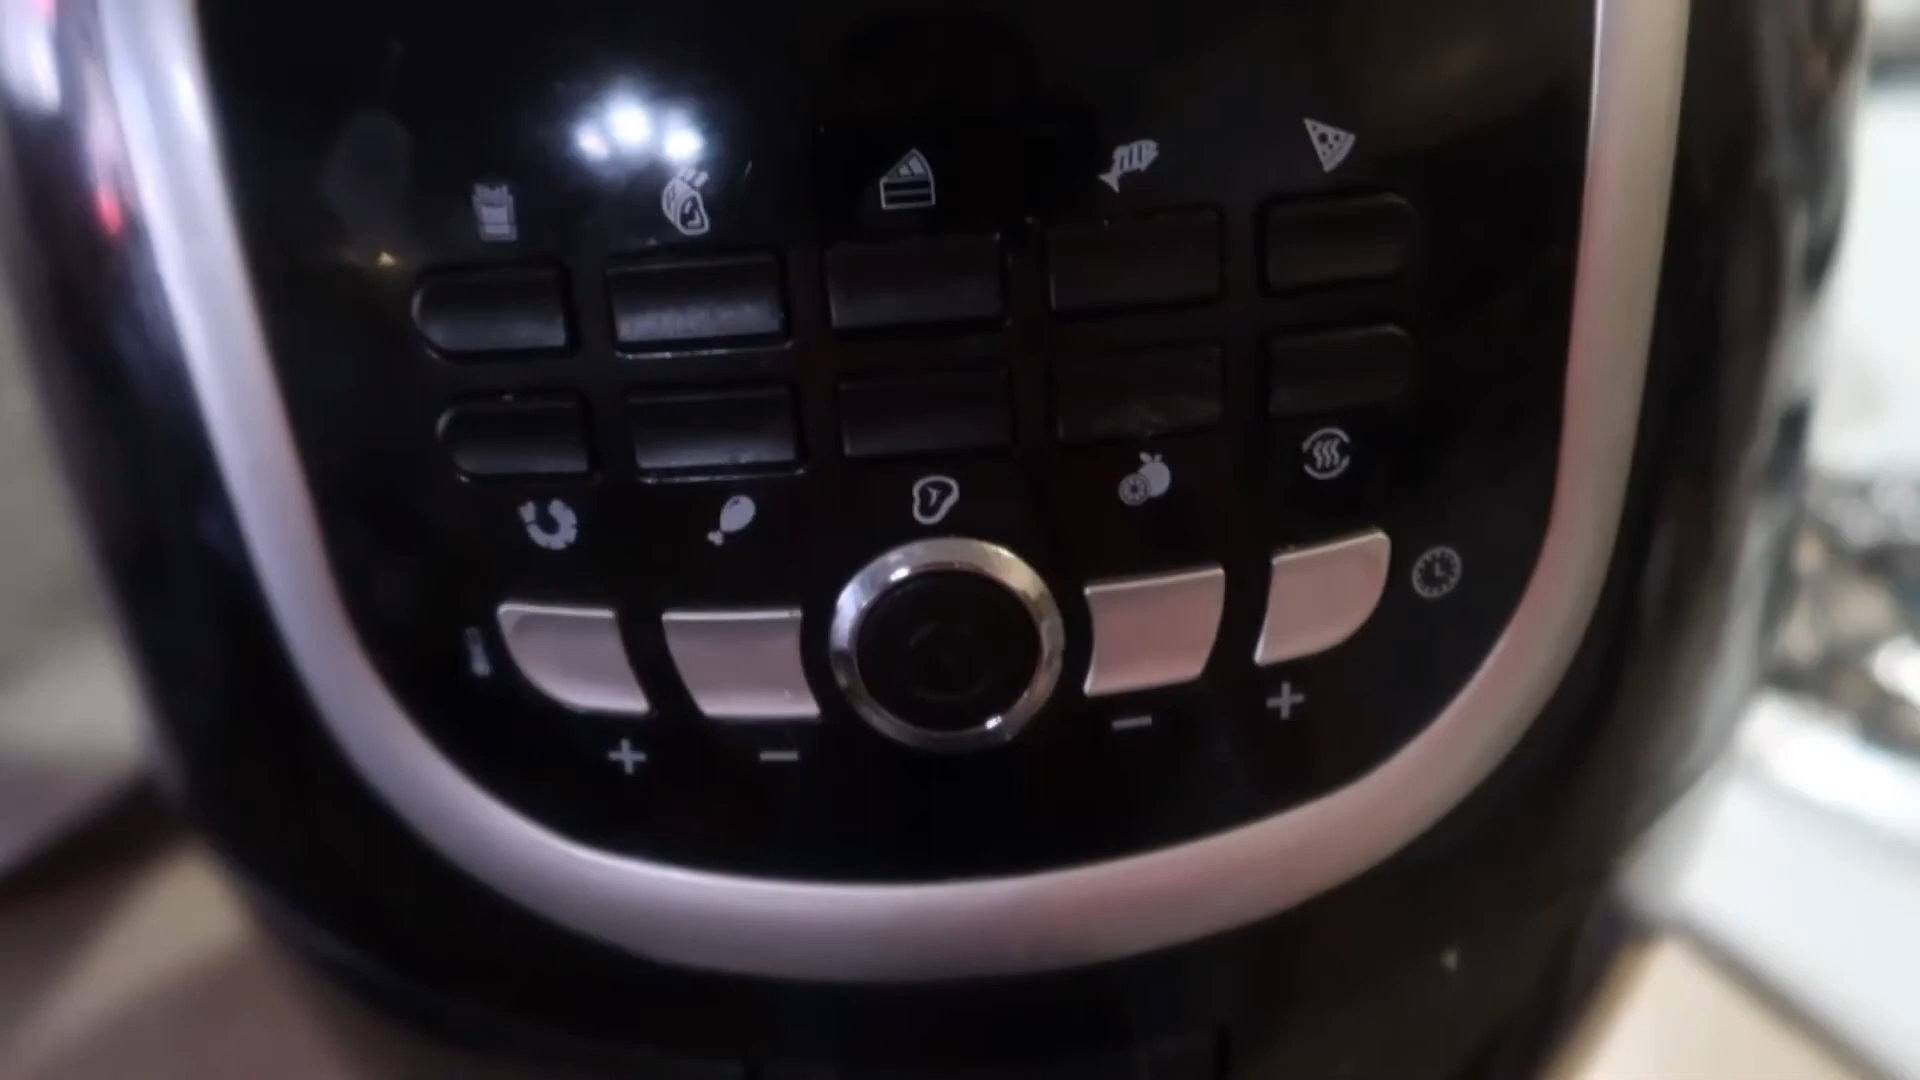 + − − +